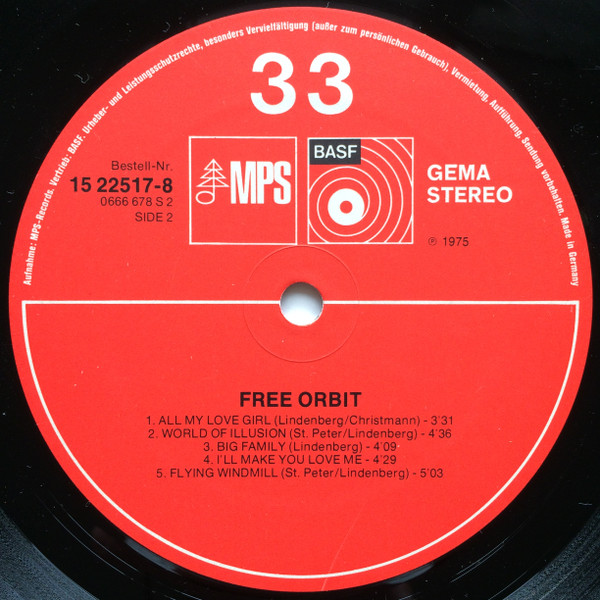 Aufnahme: MPS-Records. Vertrieb: BASF. Urheber- und Leistungsschutzrechte, besonders Vervielfältigung (außer zum persönlichen Gebrauch), Vermietung, Aufführung, Sendung vorbehalten. Made in Germany
33
Bestell-Nr.
15 22517-8
0666 678 S 2
SIDE 2
MPS
BASF
GEMA
STEREO
℗ 1975
FREE ORBIT
1. ALL MY LOVE GIRL (Lindenberg/Christmann) - 3'31
2. WORLD OF ILLUSION (St. Peter/Lindenberg) - 4'36
3. BIG FAMILY (Lindenberg) - 4'09
4. I'LL MAKE YOU LOVE ME - 4'29
5. FLYING WINDMILL (St. Peter/Lindenberg) - 5'03